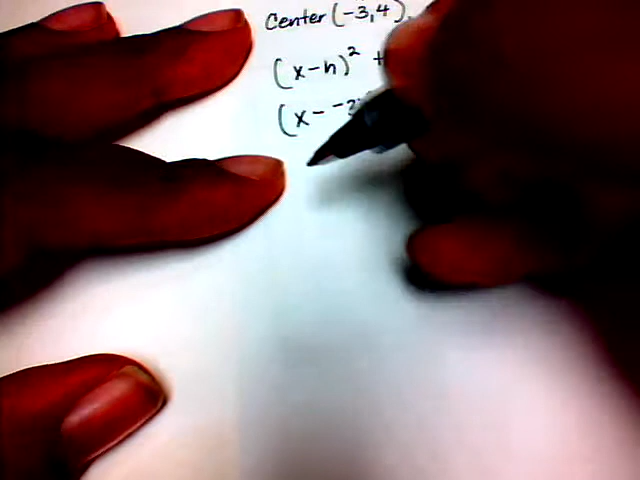 Center (-3,4),
(x-h)² +
(x--3